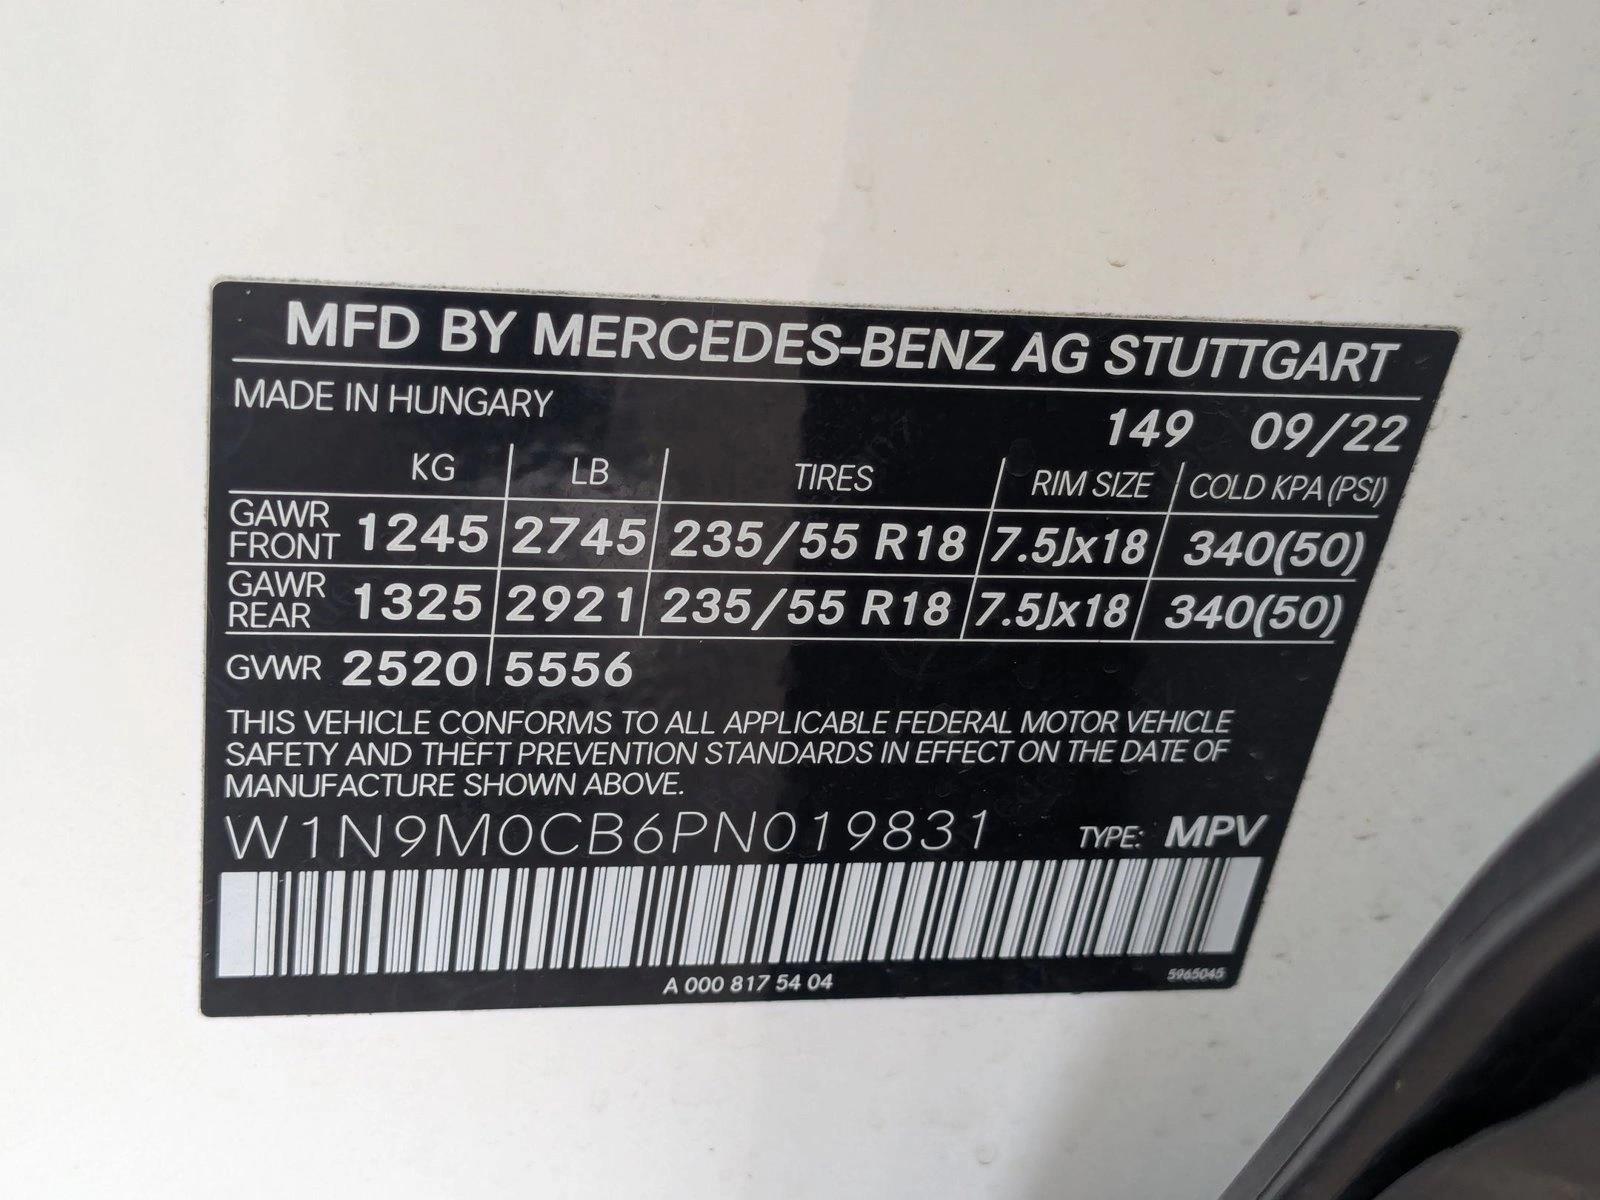 MFD BY MERCEDES-BENZ AG STUTTGART
MADE IN HUNGARY
149 09/22
KG LB TIRES RIM SIZE COLD KPA (PSI)
GAWR FRONT 1245 2745 235/55 R18 7.5Jx18 340(50)
GAWR REAR 1325 2921 235/55 R18 7.5Jx18 340(50)
GVWR 2520 5556
THIS VEHICLE CONFORMS TO ALL APPLICABLE FEDERAL MOTOR VEHICLE
SAFETY AND THEFT PREVENTION STANDARDS IN EFFECT ON THE DATE OF
MANUFACTURE SHOWN ABOVE.
W1N9M0CB6PN019831 TYPE: MPV
A 000 817 54 04
5965045